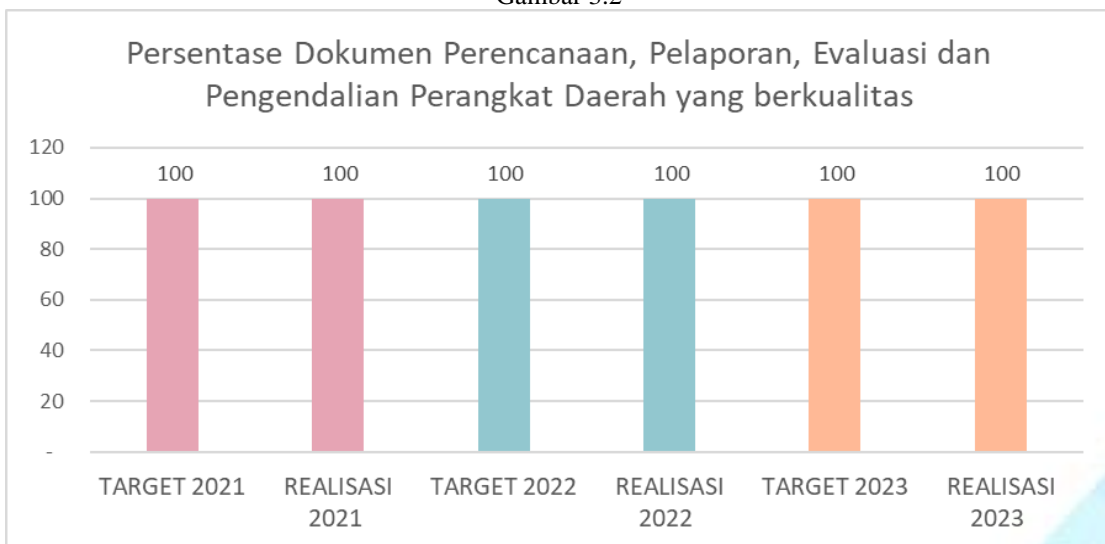 Gambar 3.2
Persentase Dokumen Perencanaan, Pelaporan, Evaluasi dan
Pengendalian Perangkat Daerah yang berkualitas
120
100 100 100 100 100 100
100
80
60
40
20
-
TARGET 2021 REALISASI 2021 TARGET 2022 REALISASI 2022 TARGET 2023 REALISASI 2023